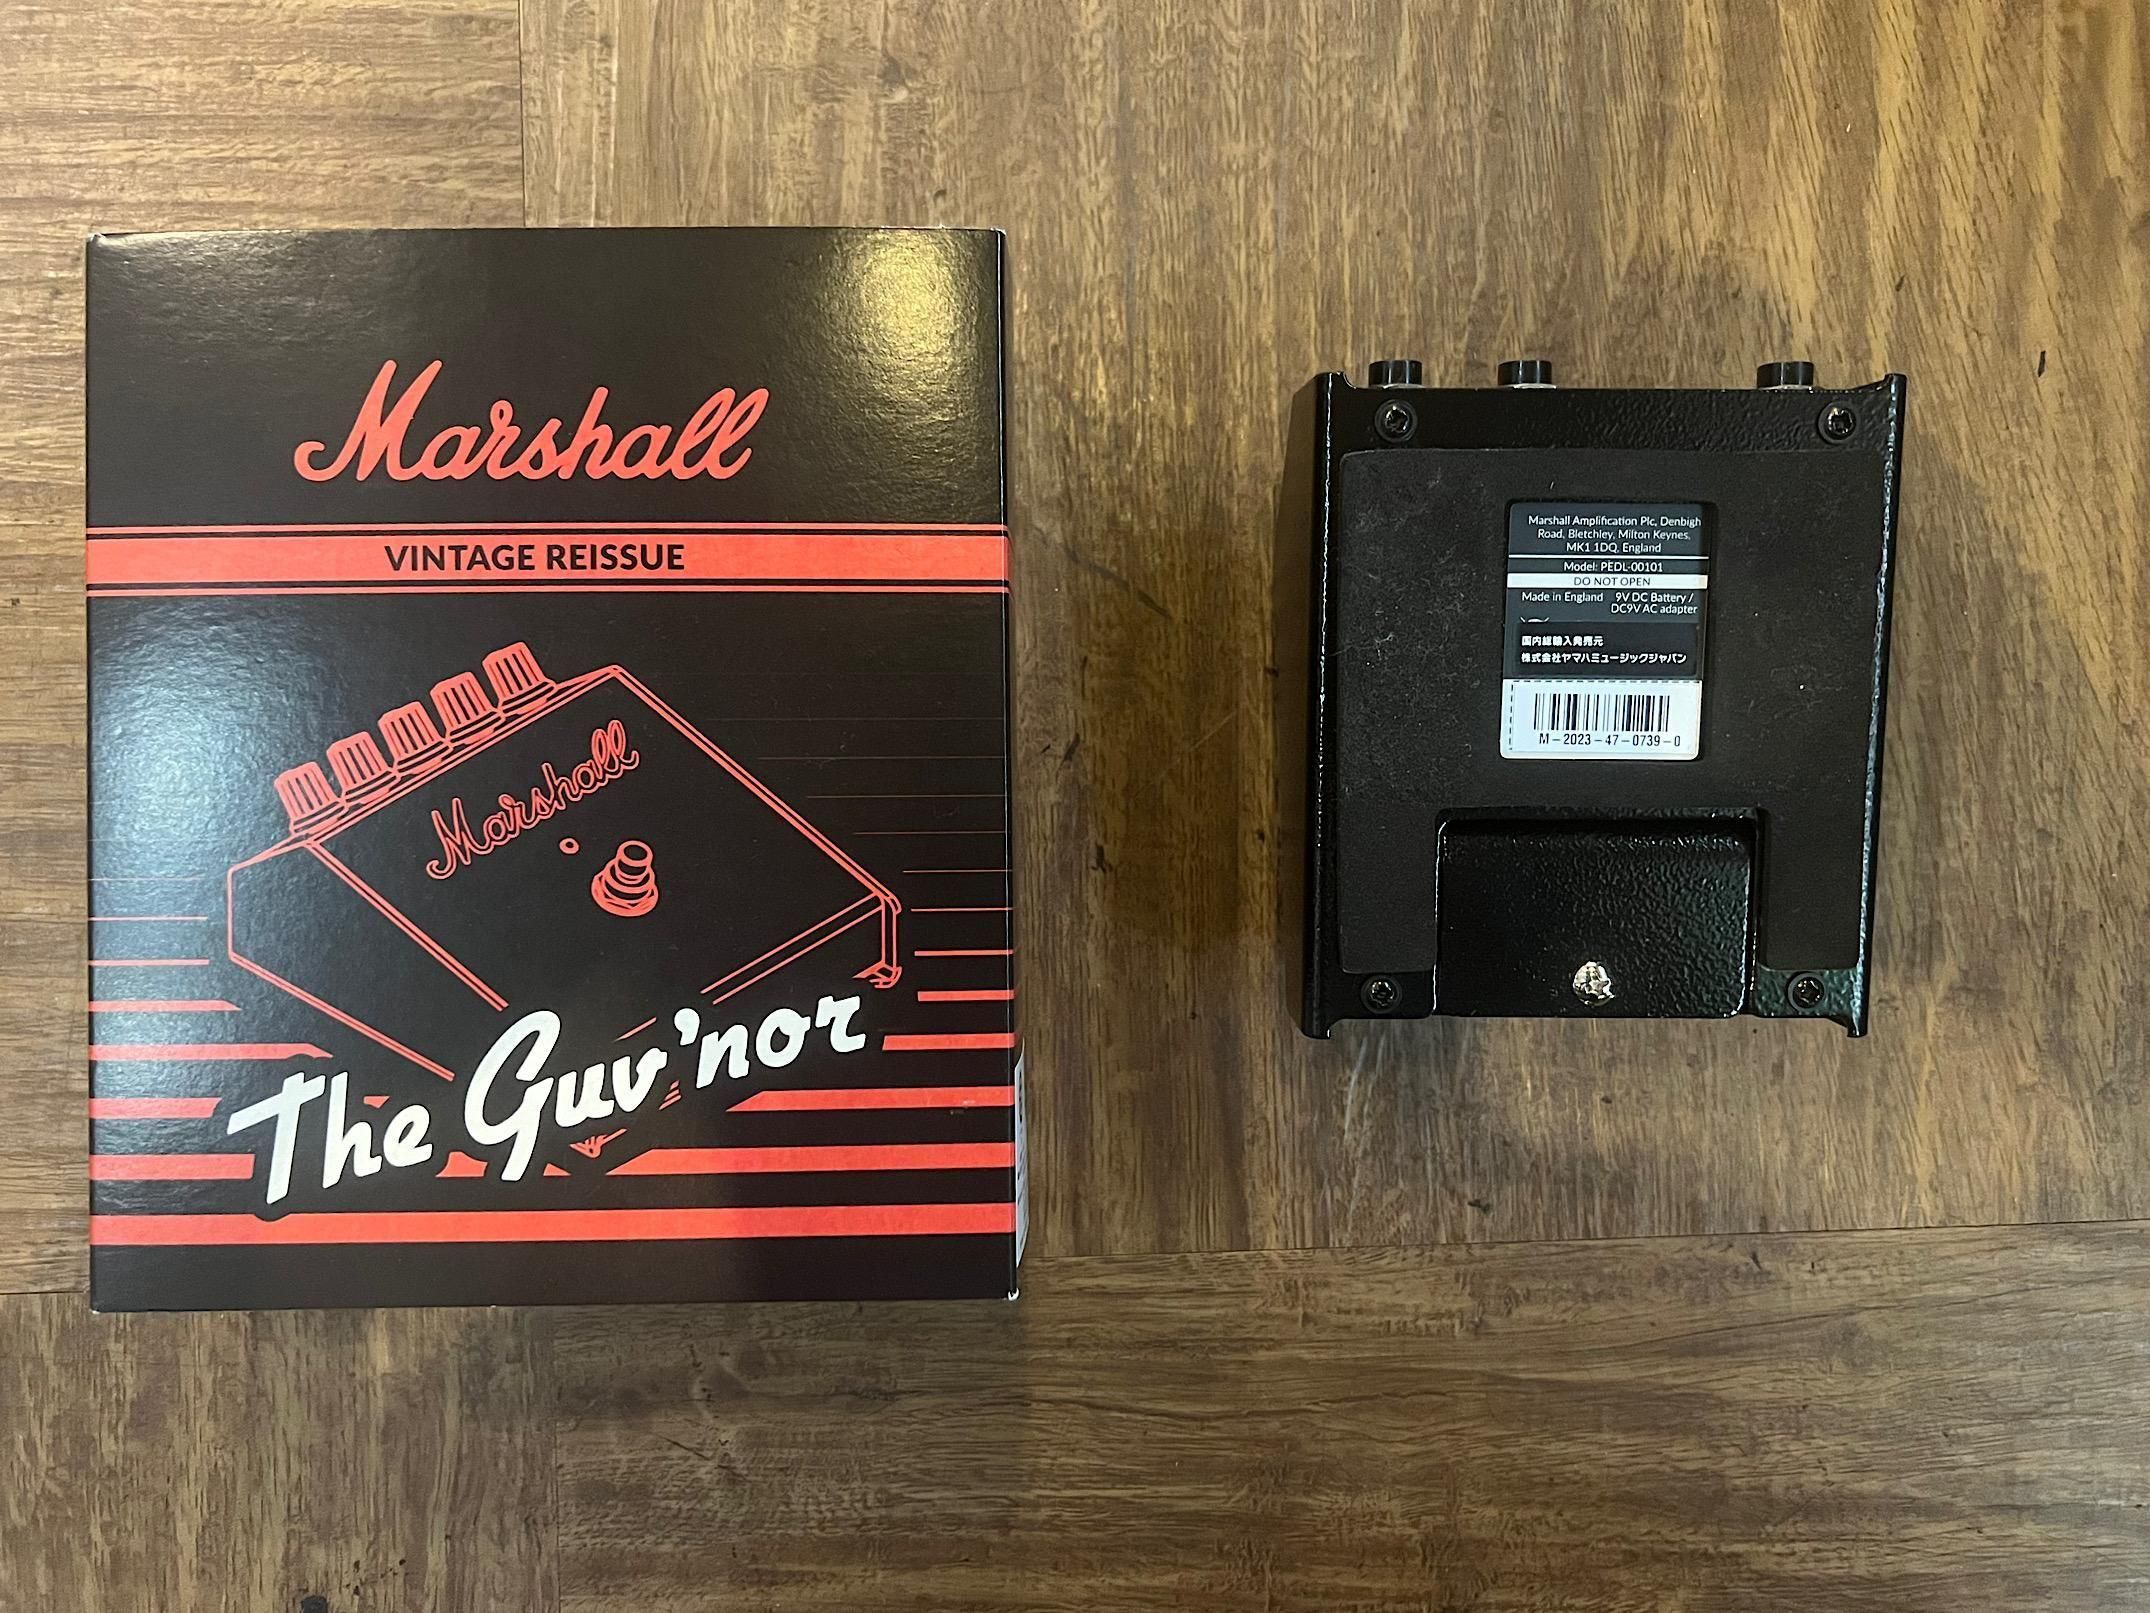 Marshall
VINTAGE REISSUE
Marshall
The Guv'nor
Marshall Amplification Plc, Denbigh
Road, Bletchley, Milton Keynes,
MK1 1DQ, England
Model: PEDL-00101
DO NOT OPEN
Made in England 9V DC Battery /
DC9V AC adapter
国内総輸入発売元
株式会社ヤマハミュージックジャパン
M-2023-47-0739-0